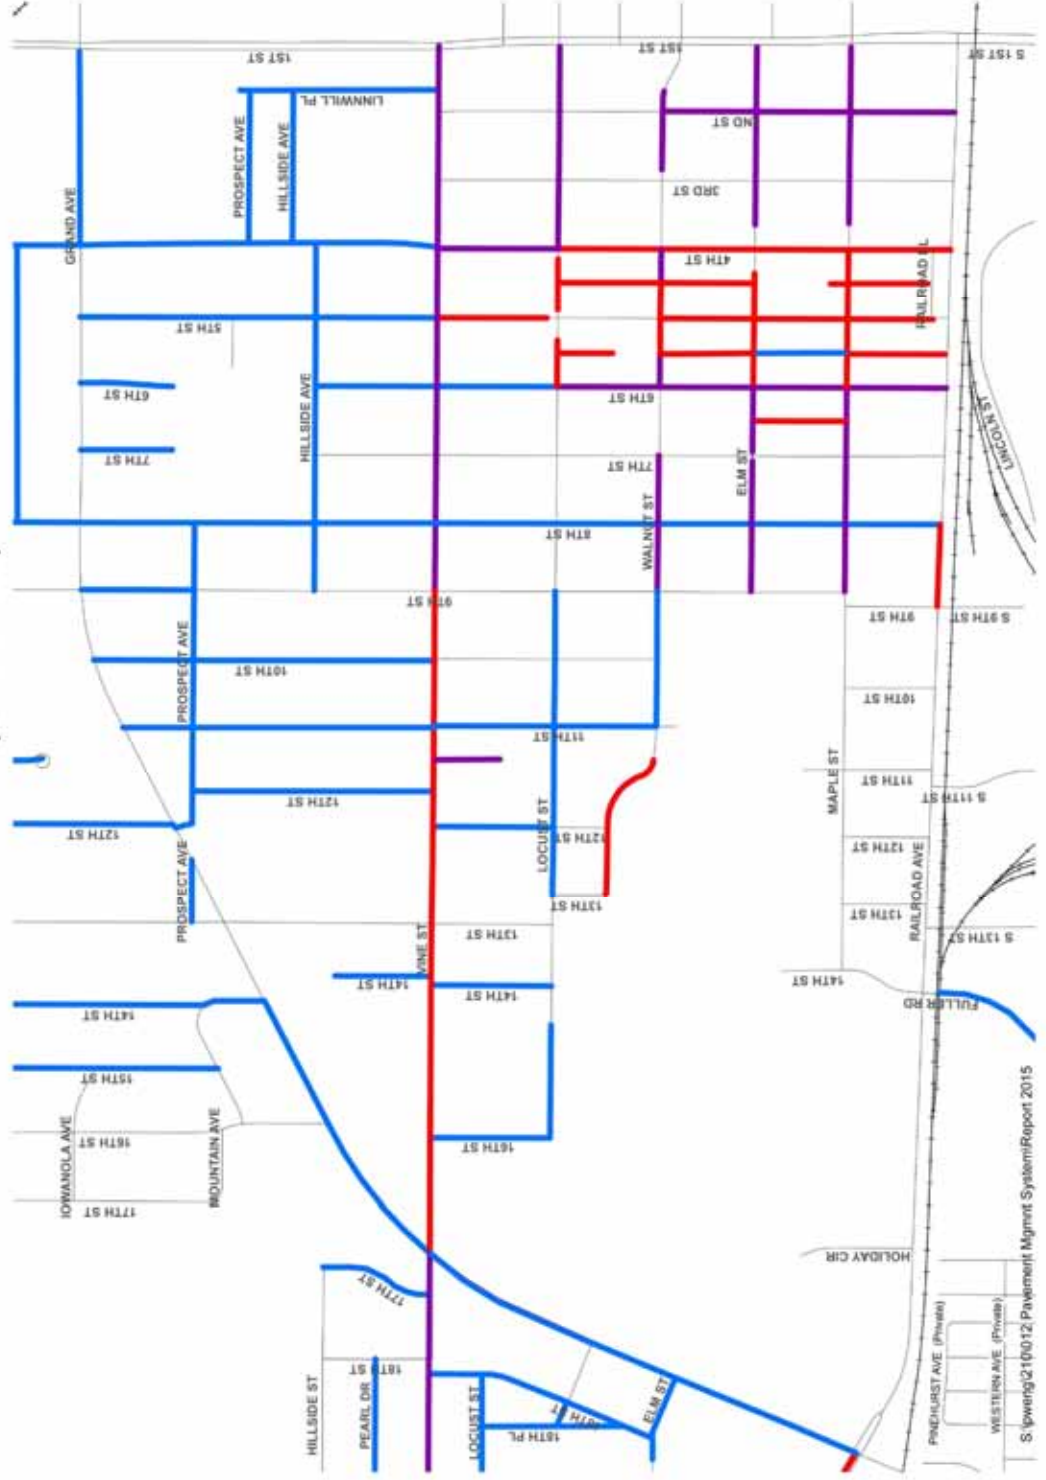 1ST ST
1ST ST
S 1ST ST
LINNWILL PL
PROSPECT AVE
HILLSIDE AVE
ND ST
3RD ST
GRAND AVE
4TH ST
RAILROAD PL
5TH ST
6TH ST
6TH ST
HILLSIDE AVE
LINCOLN ST
7TH ST
7TH ST
ELM ST
WALNUT ST
8TH ST
9TH ST
9TH ST
S 9TH ST
PROSPECT AVE
10TH ST
10TH ST
11TH ST
MAPLE ST
11TH ST
S 11TH ST
12TH ST
12TH ST
LOCUST ST
12TH ST
12TH ST
RAILROAD AVE
PROSPECT AVE
13TH ST
13TH ST
VINE ST
13TH ST
S 13TH ST
14TH ST
14TH ST
14TH ST
14TH ST
FULLER RD
15TH ST
IOWANOLA AVE
16TH ST
MOUNTAIN AVE
16TH ST
17TH ST
HOLIDAY CIR
17TH ST
HILLSIDE ST
18TH ST
PEARL DR
LOCUST ST
18TH ST
18TH PL
ELM ST
PINEHURST AVE (Private)
WESTERN AVE (Private)
S:\pweng\210\012 Pavement Mgmnt System\Report 2015